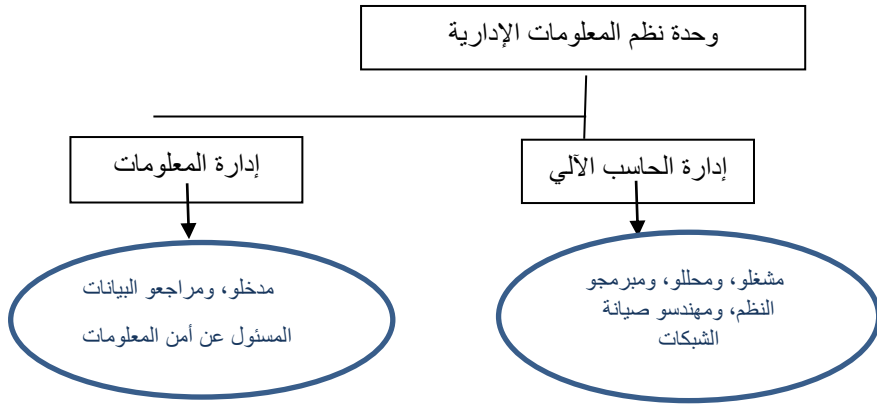 وحدة نظم المعلومات الإدارية
إدارة الحاسب الآلي
إدارة المعلومات
مشغلو، ومحللو، ومبرمجو
النظم، ومهندسو صيانة
الشبكات
مدخلو، ومراجعو البيانات
المسئول عن أمن المعلومات